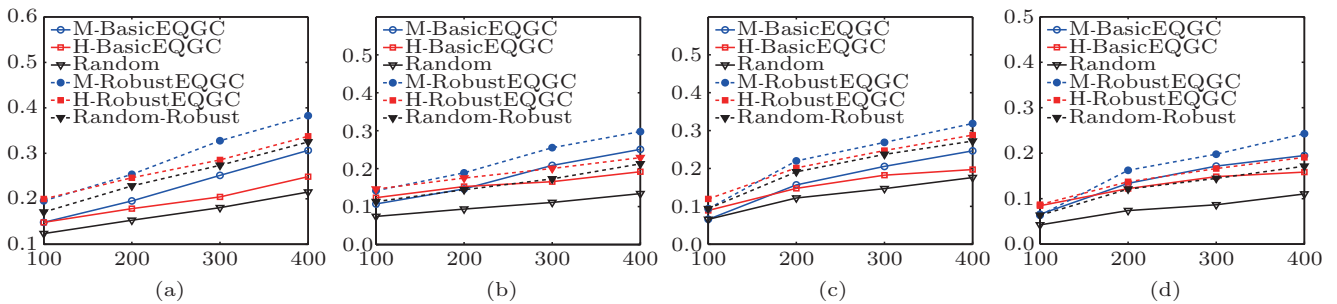 0.6
0.5
0.4
0.3
0.2
0.1
M-BasicEQGC
H-BasicEQGC
Random
M-RobustEQGC
H-RobustEQGC
Random-Robust
100 200 300 400
(a)
0.5
0.4
0.3
0.2
0.1
0.0
M-BasicEQGC
H-BasicEQGC
Random
M-RobustEQGC
H-RobustEQGC
Random-Robust
100 200 300 400
(b)
0.5
0.4
0.3
0.2
0.1
0.0
M-BasicEQGC
H-BasicEQGC
Random
M-RobustEQGC
H-RobustEQGC
Random-Robust
100 200 300 400
(c)
0.5
0.4
0.3
0.2
0.1
0.0
M-BasicEQGC
H-BasicEQGC
Random
M-RobustEQGC
H-RobustEQGC
Random-Robust
100 200 300 400
(d)